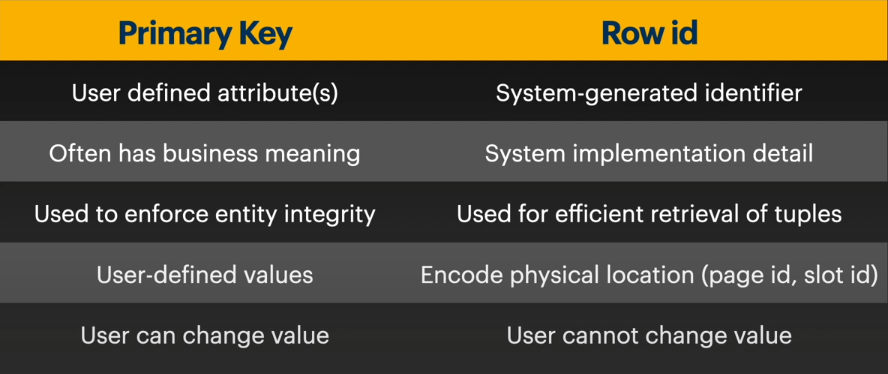 Primary Key Row id
User defined attribute(s) System-generated identifier
Often has business meaning System implementation detail
Used to enforce entity integrity Used for efficient retrieval of tuples
User-defined values Encode physical location (page id, slot id)
User can change value User cannot change value